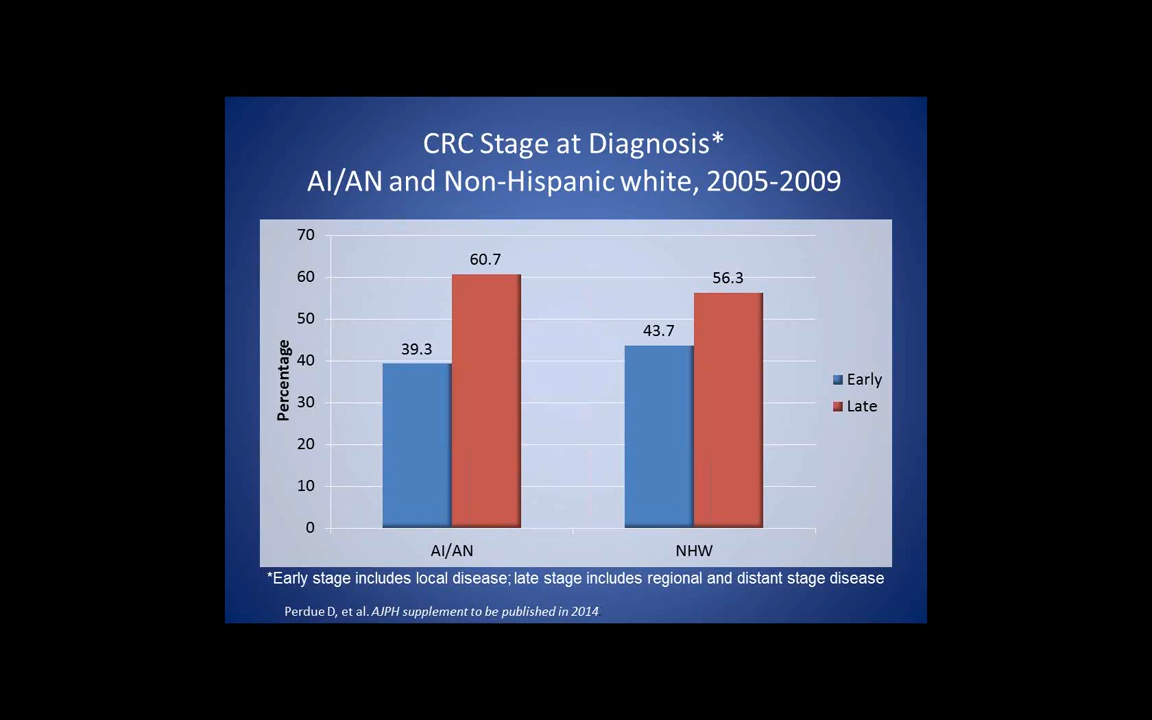 CRC Stage at Diagnosis*
AI/AN and Non-Hispanic white, 2005-2009
70
60
50
40
30
20
10
0
Percentage
39.3
60.7
43.7
56.3
AI/AN
NHW
Early
Late
*Early stage includes local disease; late stage includes regional and distant stage disease
Perdue D, et al. AJPH supplement to be published in 2014